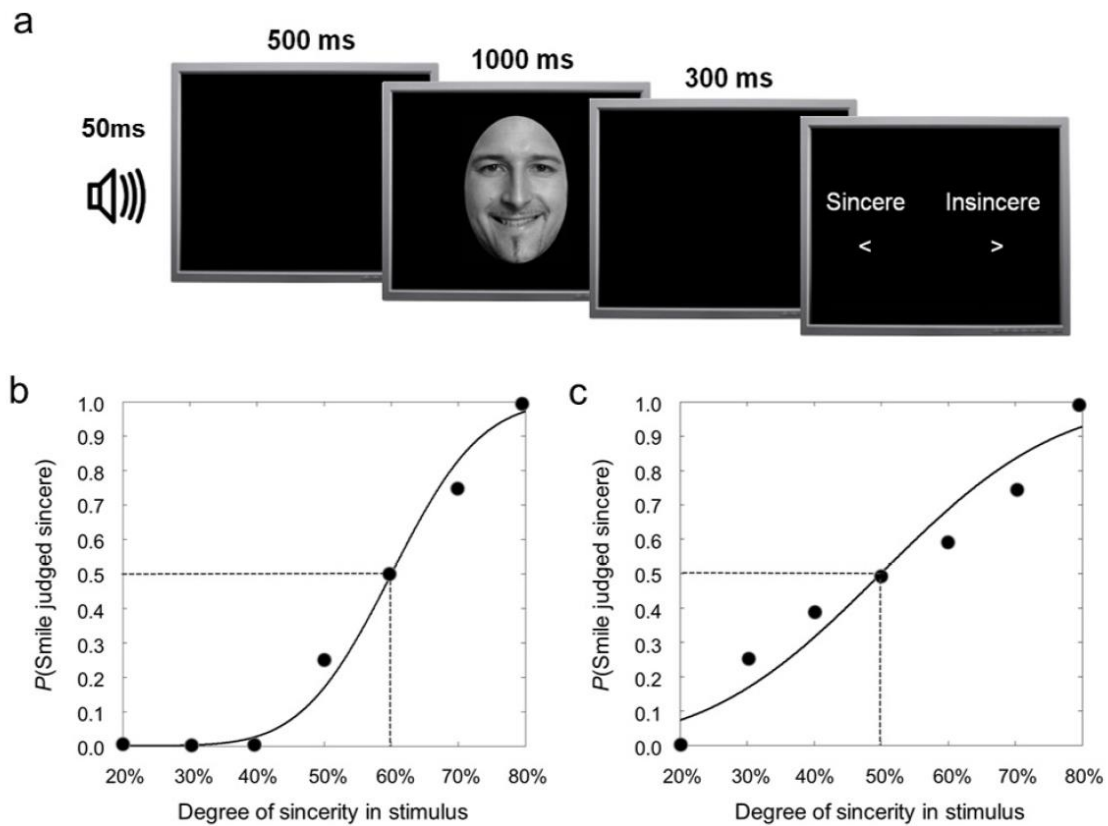 a
500 ms
1000 ms
300 ms
50ms
Sincere Insincere
< >
b
1.0
0.9
0.8
0.7
0.6
0.5
0.4
0.3
0.2
0.1
0.0
P(Smile judged sincere)
20% 30% 40% 50% 60% 70% 80%
Degree of sincerity in stimulus
c
1.0
0.9
0.8
0.7
0.6
0.5
0.4
0.3
0.2
0.1
0.0
P(Smile judged sincere)
20% 30% 40% 50% 60% 70% 80%
Degree of sincerity in stimulus